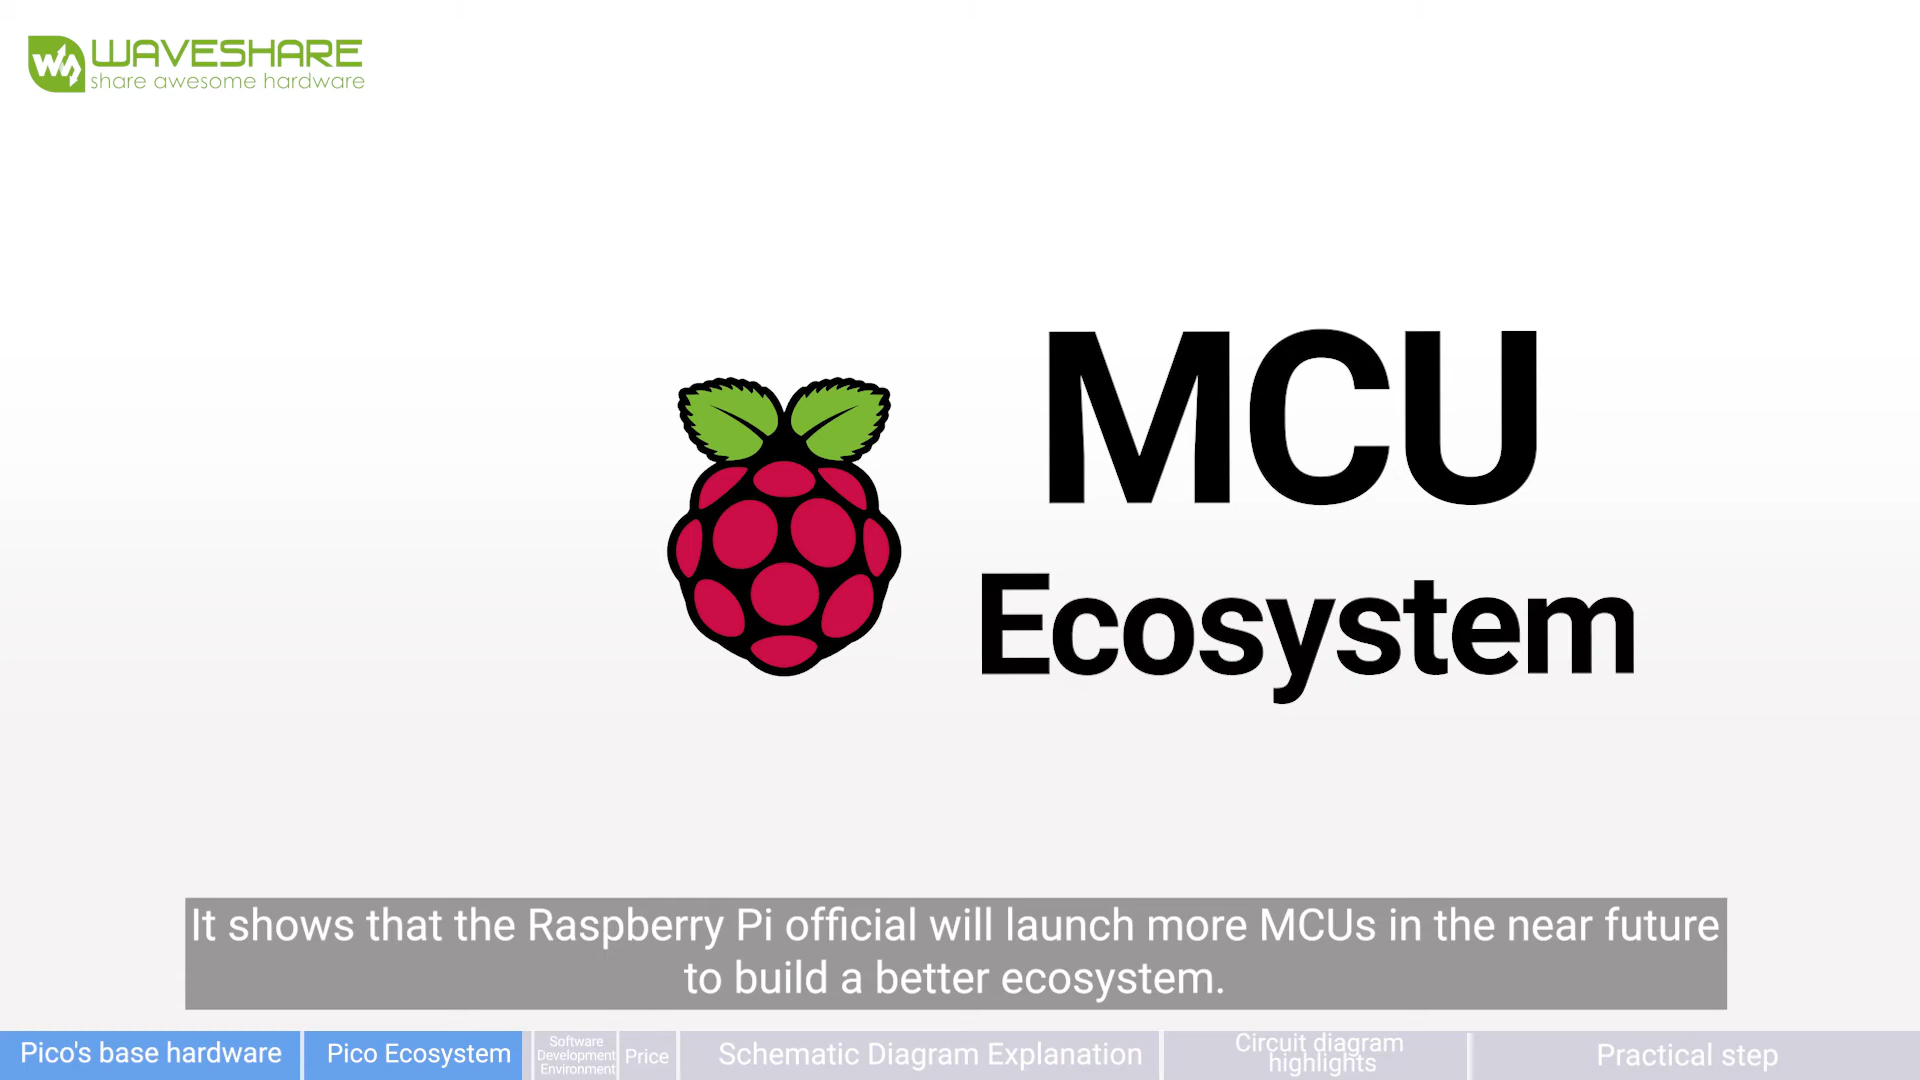 WAVESHARE
share awesome hardware
MCU
Ecosystem
It shows that the Raspberry Pi official will launch more MCUs in the near future
to build a better ecosystem.
Pico's base hardware
Pico Ecosystem
Software
Development
Environment
Price
Schematic Diagram Explanation
Circuit diagram
highlights
Practical step